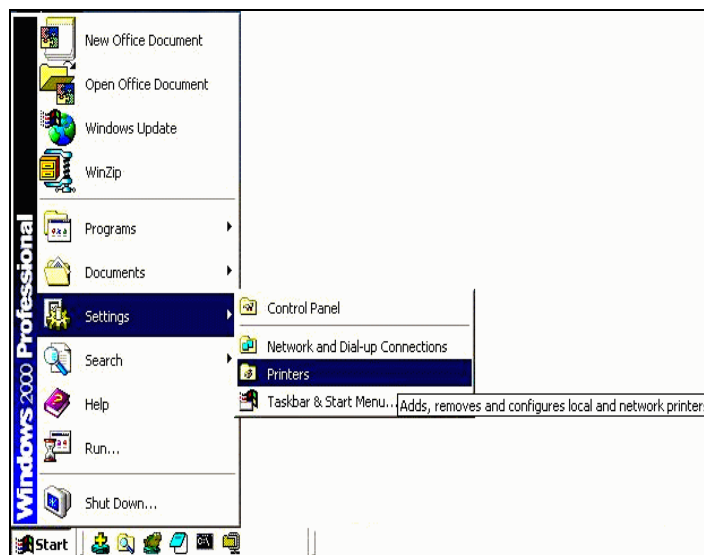 New Office Document
Open Office Document
Windows Update
WinZip
Programs
Documents
Settings
Search
Help
Run...
Shut Down...
Windows 2000 Professional
Control Panel
Network and Dial-up Connections
Printers
Taskbar & Start Menu...
Adds, removes and configures local and network printers
Start